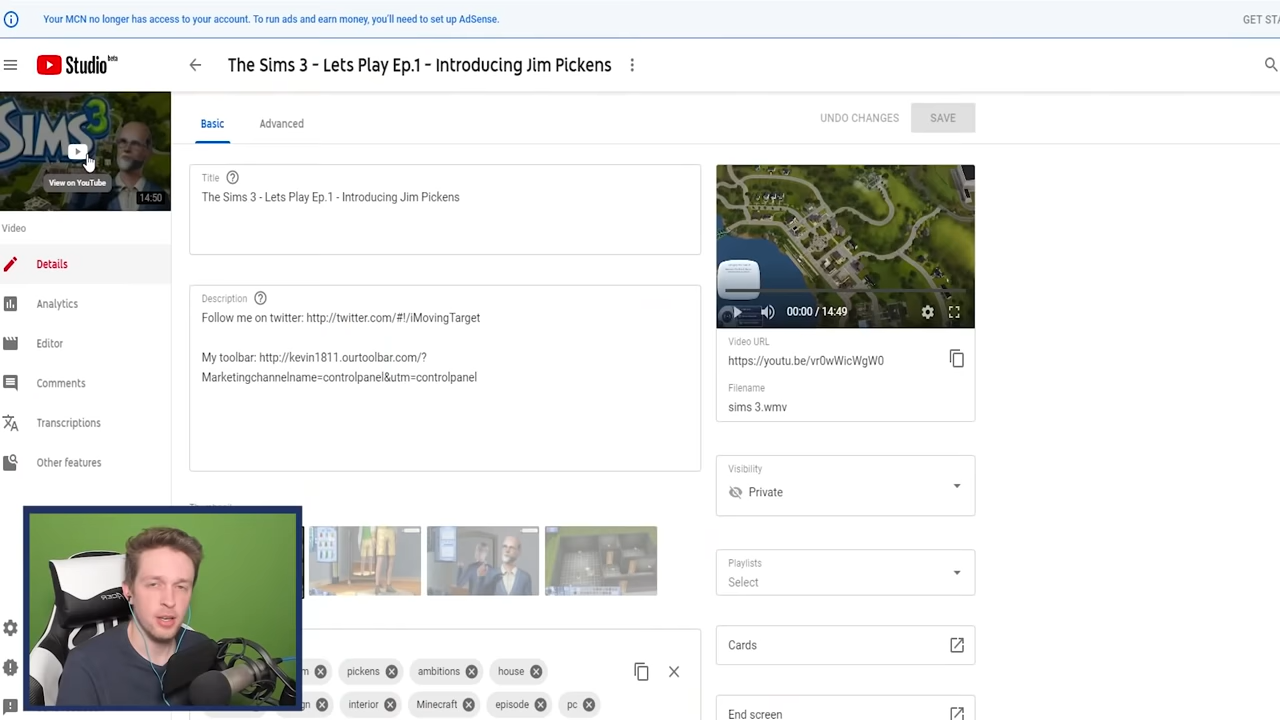 Your MCN no longer has access to your account. To run ads and earn money, you'll need to set up AdSense.
GET STA
Studio beta
The Sims 3 - Lets Play Ep.1 - Introducing Jim Pickens
SIMS 3
View on YouTube
14:50
Basic
Advanced
UNDO CHANGES
SAVE
Video
Details
Analytics
Editor
Comments
Transcriptions
Other features
Title
The Sims 3 - Lets Play Ep.1 - Introducing Jim Pickens
Description
Follow me on twitter: http://twitter.com/#!/iMovingTarget
My toolbar: http://kevin1811.ourtoolbar.com/?
Marketingchannelname=controlpanel&utm=controlpanel
pickens
ambitions
house
interior
Minecraft
episode
pc
00:00 / 14:49
Video URL
https://youtu.be/vr0wWicWgW0
Filename
sims 3.wmv
Visibility
Private
Playlists
Select
Cards
End screen